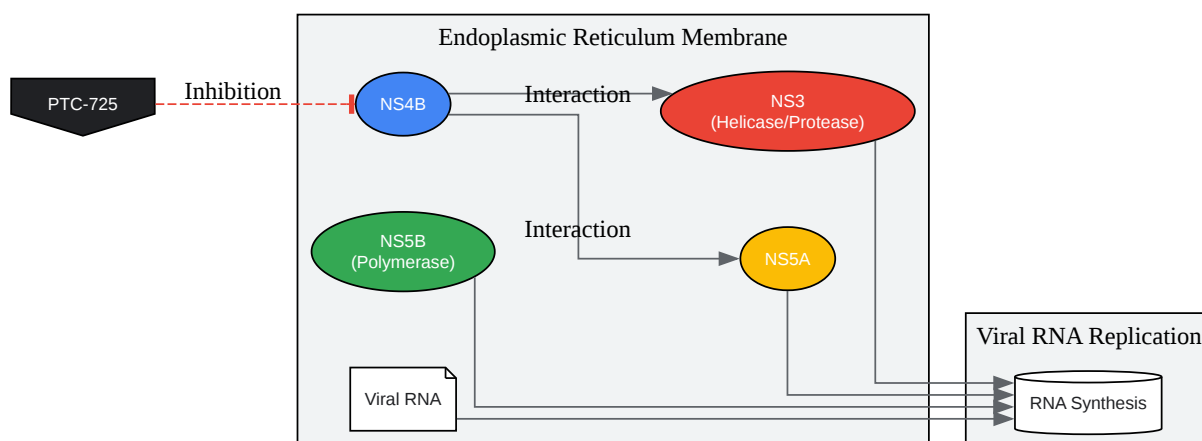 Endoplasmic Reticulum Membrane
PTC-725
Inhibition
NS4B
Interaction
NS3
(Helicase/Protease)
NS5B
(Polymerase)
Interaction
NS5A
Viral RNA
Viral RNA Replication
RNA Synthesis